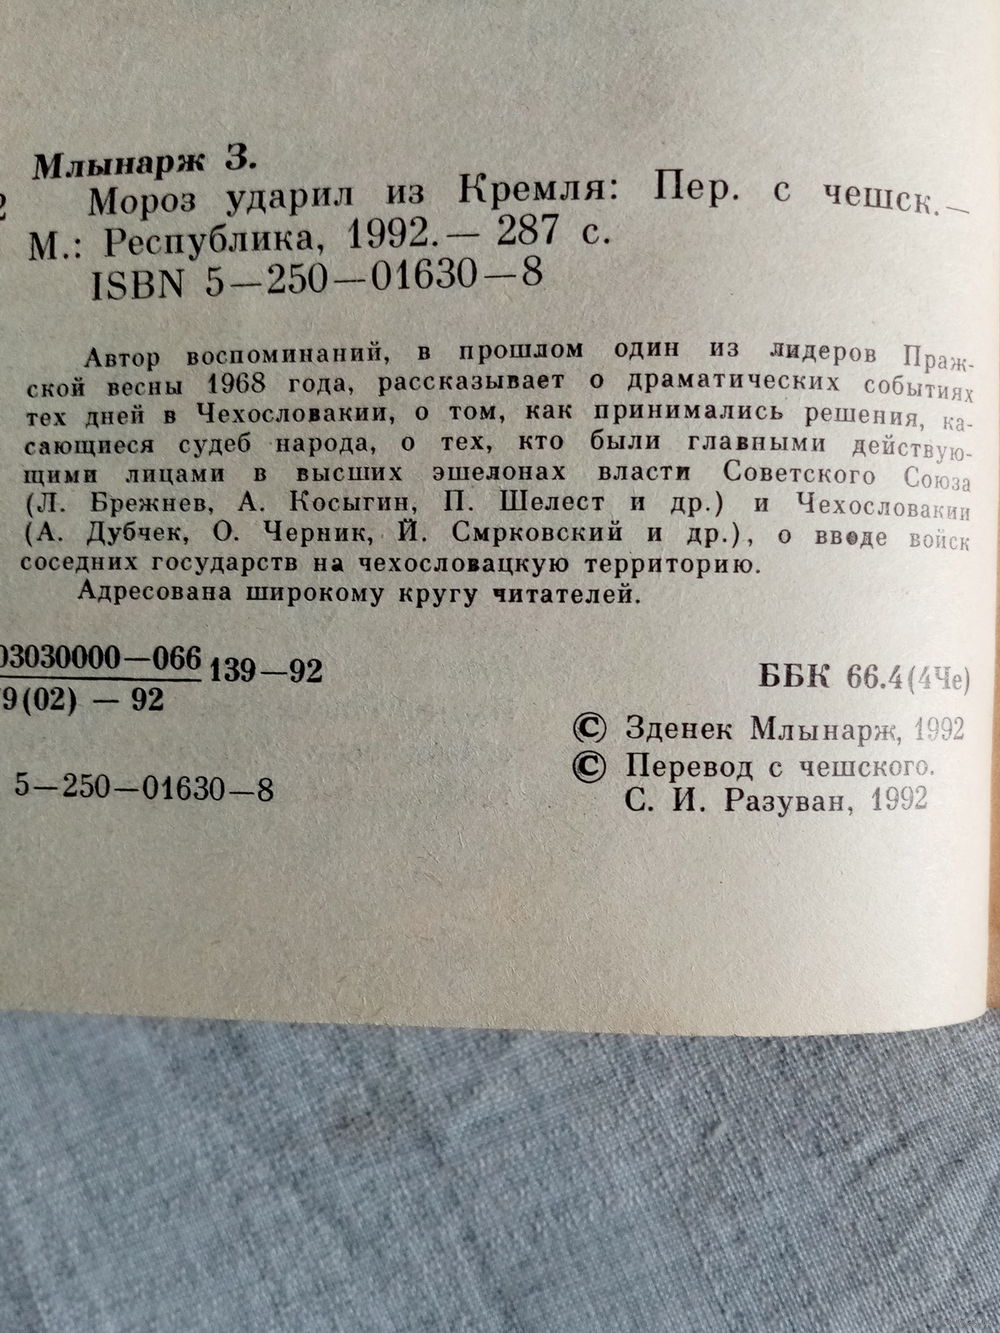 Млынарж З.
Мороз ударил из Кремля: Пер. с чешск.—
М.: Республика, 1992.— 287 с.
ISBN 5—250—01630—8
Автор воспоминаний, в прошлом один из лидеров Праж-
ской весны 1968 года, рассказывает о драматических событиях
тех дней в Чехословакии, о том, как принимались решения, ка-
сающиеся судеб народа, о тех, кто были главными действую-
щими лицами в высших эшелонах власти Советского Союза
(Л. Брежнев, А. Косыгин, П. Шелест и др.) и Чехословакии
(А. Дубчек, О. Черник, Й. Смрковский и др.), о вводе войск
соседних государств на чехословацкую территорию.
Адресована широкому кругу читателей.
03030000—066
139—92
9(02) — 92
ББК 66.4(4Че)
© Зденек Млынарж, 1992
© Перевод с чешского.
С. И. Разуван, 1992
5—250—01630—8